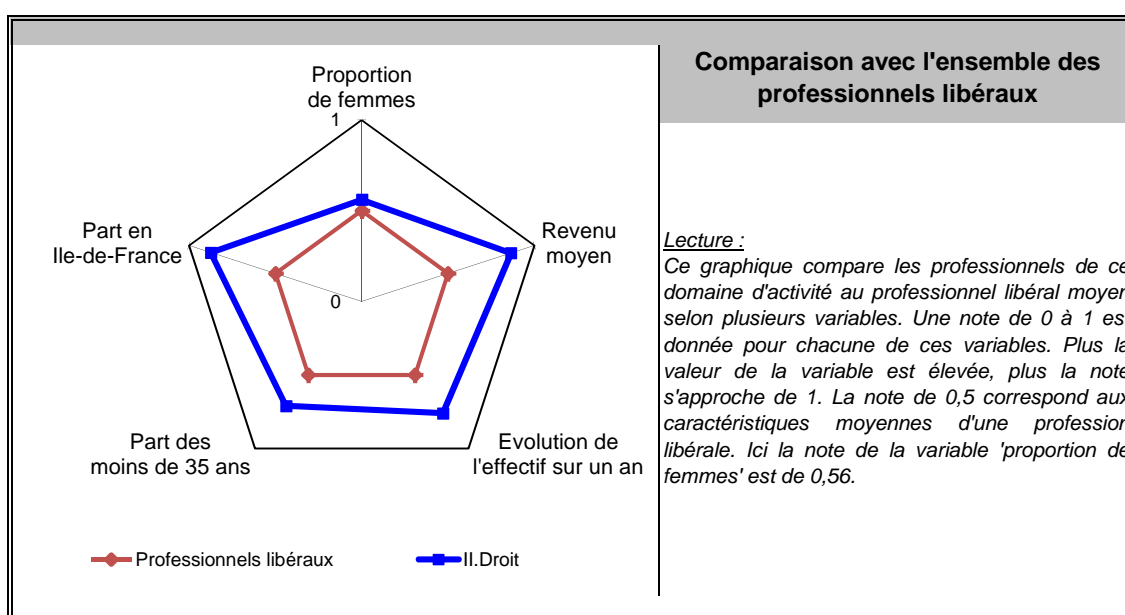 Comparaison avec l'ensemble des
professionnels libéraux
Proportion
de femmes
1
Part en
Ile-de-France
Revenu
moyen
0
Part des
moins de 35 ans
Evolution de
l'effectif sur un an
Professionnels libéraux
II.Droit
Lecture :
Ce graphique compare les professionnels de ce
domaine d'activité au professionnel libéral moyen
selon plusieurs variables. Une note de 0 à 1 es
donnée pour chacune de ces variables. Plus la
valeur de la variable est élevée, plus la note
s'approche de 1. La note de 0,5 correspond aux
caractéristiques moyennes d'une profession
libérale. Ici la note de la variable 'proportion de
femmes' est de 0,56.